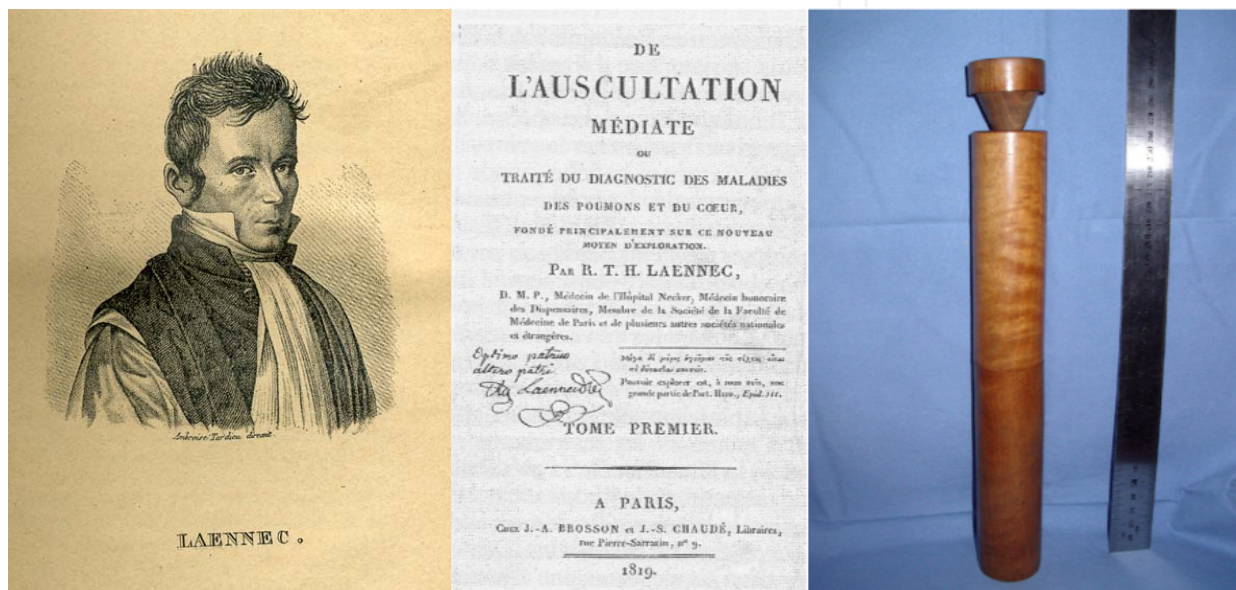 Ambroise Tardieu direxit
LAENNEC.
DE
L'AUSCULTATION
MÉDIATE
OU
TRAITÉ DU DIAGNOSTIC DES MALADIES
DES POUMONS ET DU CŒUR,
FONDÉ PRINCIPALEMENT SUR CE NOUVEAU
MOYEN D'EXPLORATION.
PAR R. T. H. LAENNEC,
D. M. P., Médecin de l'Hôpital Necker, Médecin honoraire
des Dispensaires, Membre de la Société de la Faculté de
Médecine de Paris et de plusieurs autres sociétés nationales
et étrangères.
Optimo patruo
altero patri
Laennec
Pouvoir explorer est, à mon avis, une
grande partie de l'art. HIPP., Epid. III.
TOME PREMIER.
A PARIS,
CHEZ J.-A. BROSSON et J.-S. CHAUDÉ, Libraires,
rue Pierre-Sarrazin, nº 9.
1819.